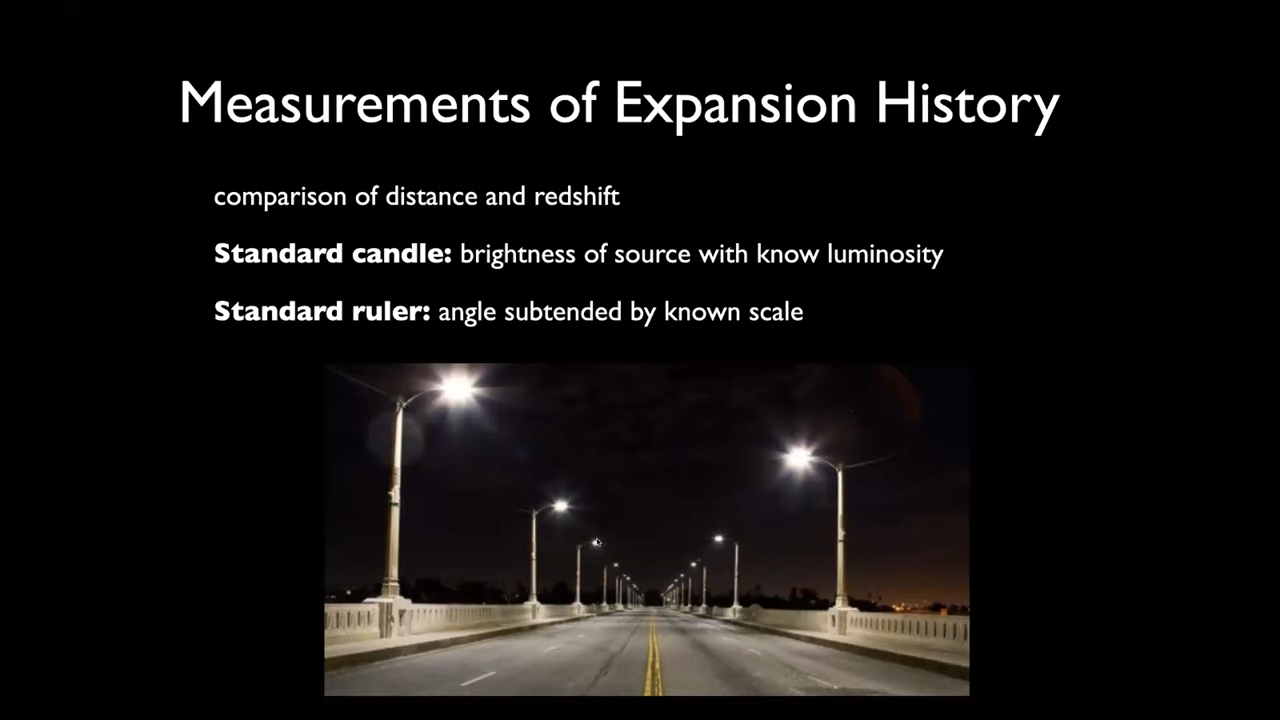 Measurements of Expansion History
comparison of distance and redshift
Standard candle: brightness of source with know luminosity
Standard ruler: angle subtended by known scale